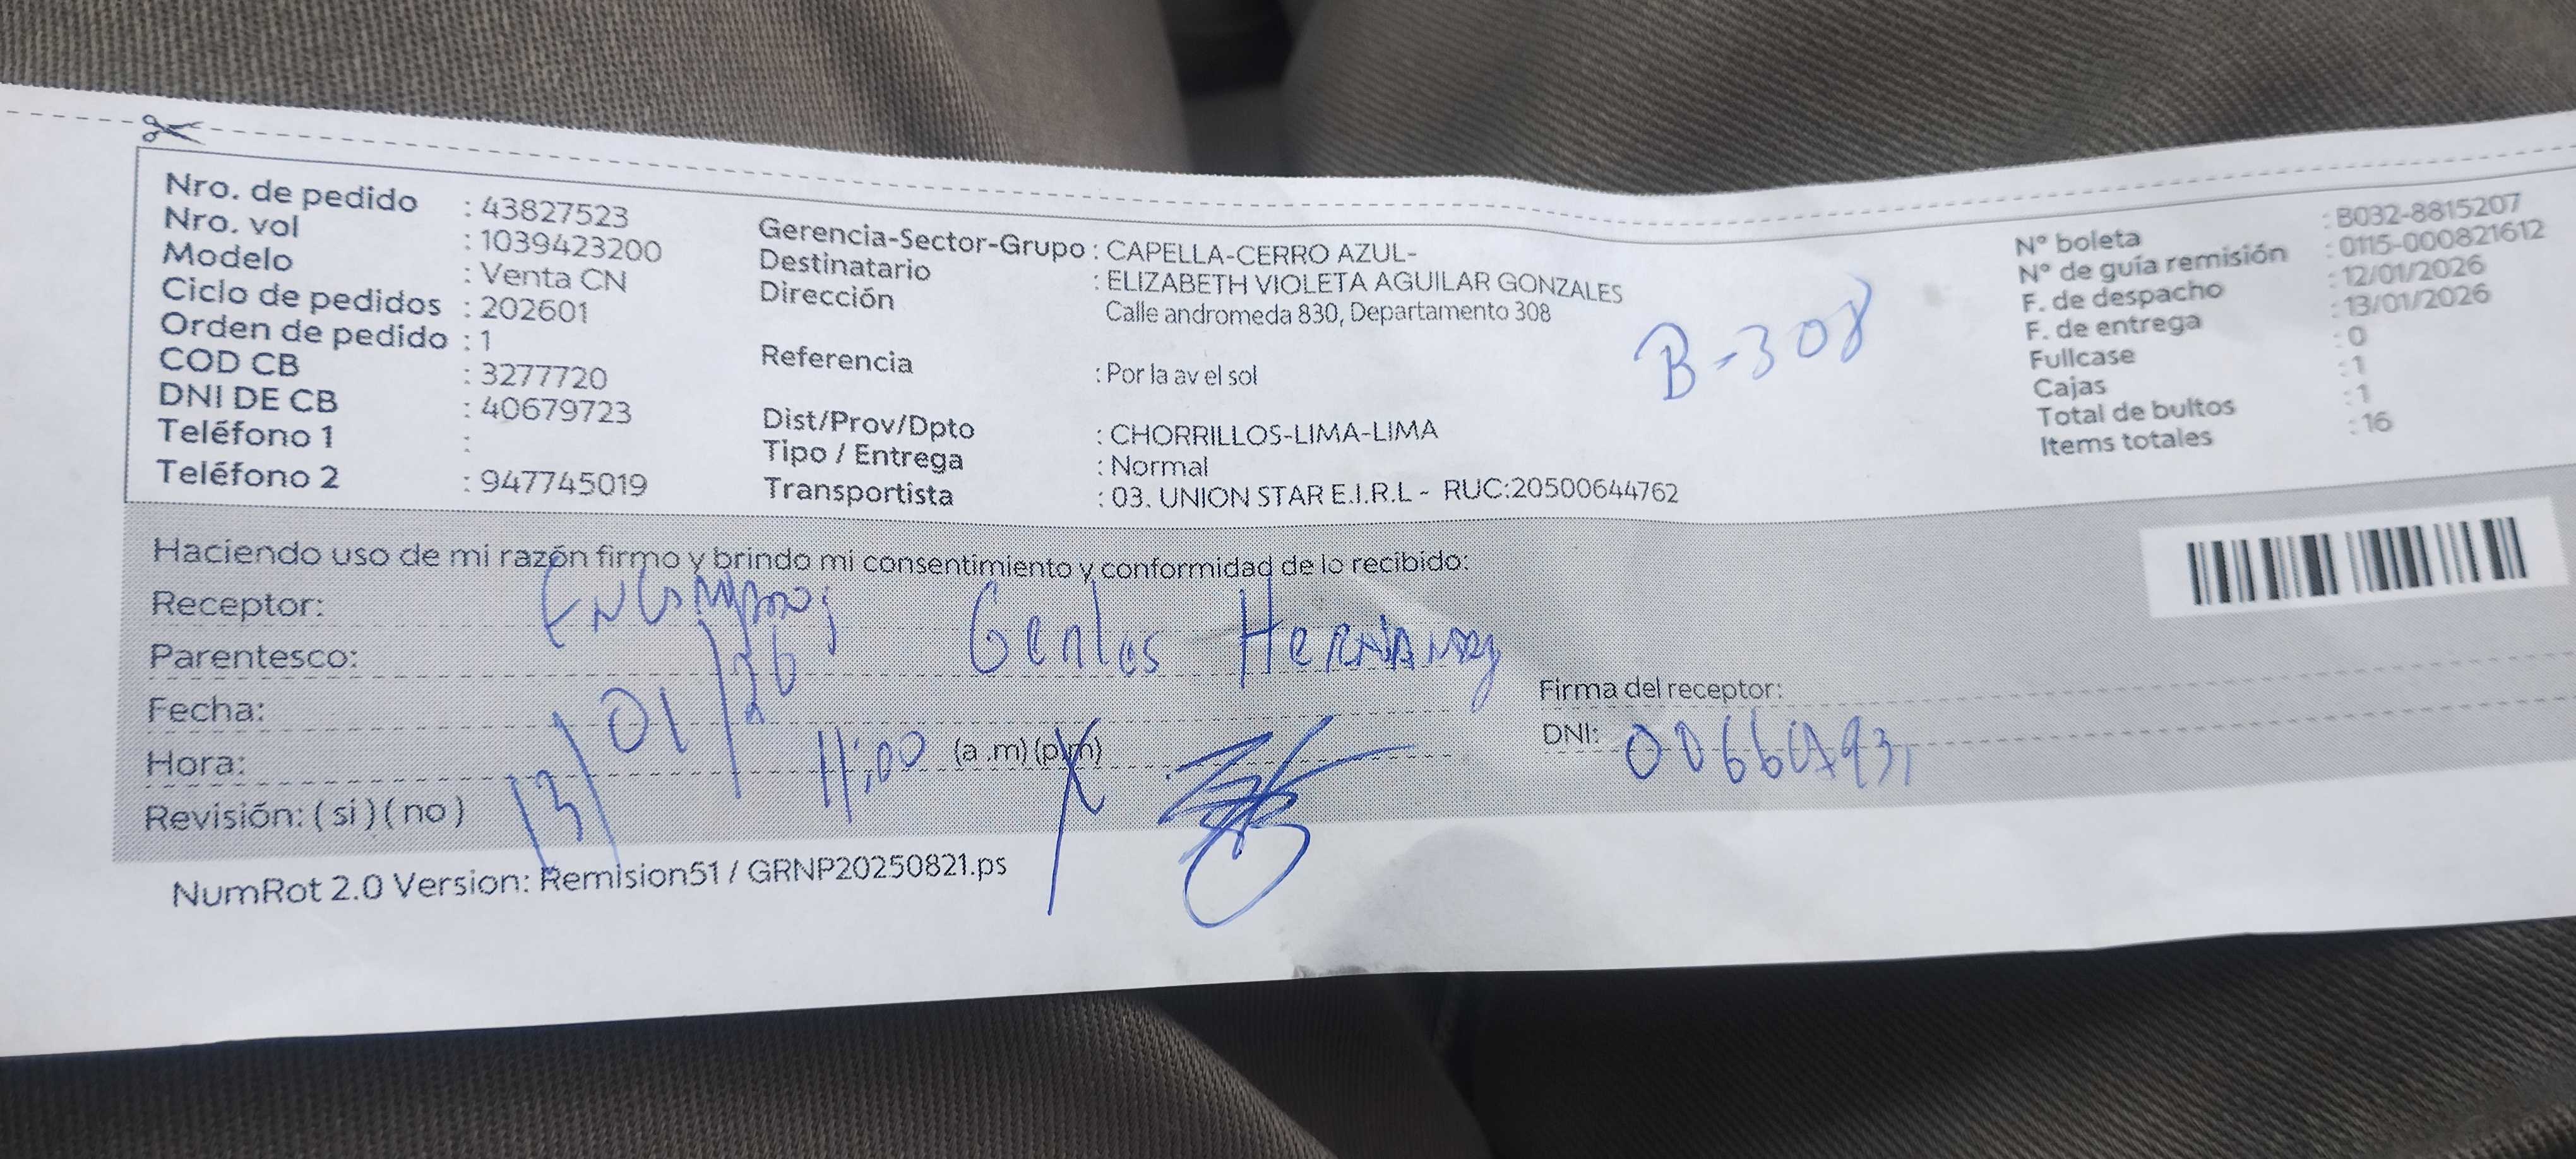 Nro. de pedido : 43827523
Nro. vol : 1039423200
Modelo : Venta CN
Ciclo de pedidos : 202601
Orden de pedido : 1
COD CB : 3277720
DNI DE CB : 40679723
Teléfono 1 :
Teléfono 2 : 947745019
Gerencia-Sector-Grupo : CAPELLA-CERRO AZUL-
Destinatario : ELIZABETH VIOLETA AGUILAR GONZALES
Dirección Calle andromeda 830, Departamento 308
Referencia : Por la av el sol
Dist/Prov/Dpto : CHORRILLOS-LIMA-LIMA
Tipo / Entrega : Normal
Transportista : 03. UNION STAR E.I.R.L - RUC:20500644762
B-308
N° boleta : B032-8815207
N° de guía remisión : 0115-000821612
F. de despacho : 12/01/2026
F. de entrega : 13/01/2026
Fullcase : 0
Cajas : 1
Total de bultos : 1
Items totales : 16
Haciendo uso de mi razón firmo y brindo mi consentimiento y conformidad de lo recibido:
Receptor:
Parentesco: Hernandez
Fecha: 13/01/26
Hora: 11:00 (a.m) (p.m)
Revisión: ( si ) ( no )
Firma del receptor:
DNI:
NumRot 2.0 Version: Remision51 / GRNP20250821.ps